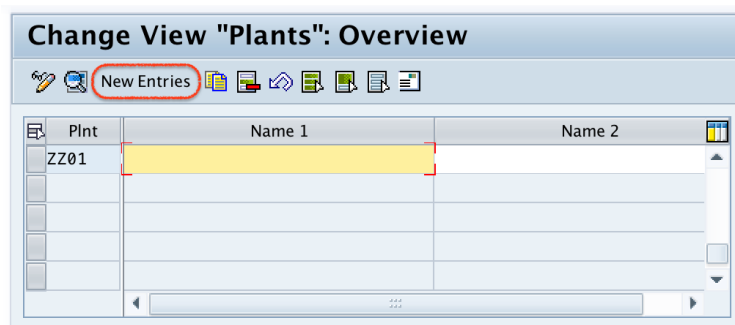 Change View "Plants": Overview
New Entries
Plnt Name 1 Name 2
ZZ01